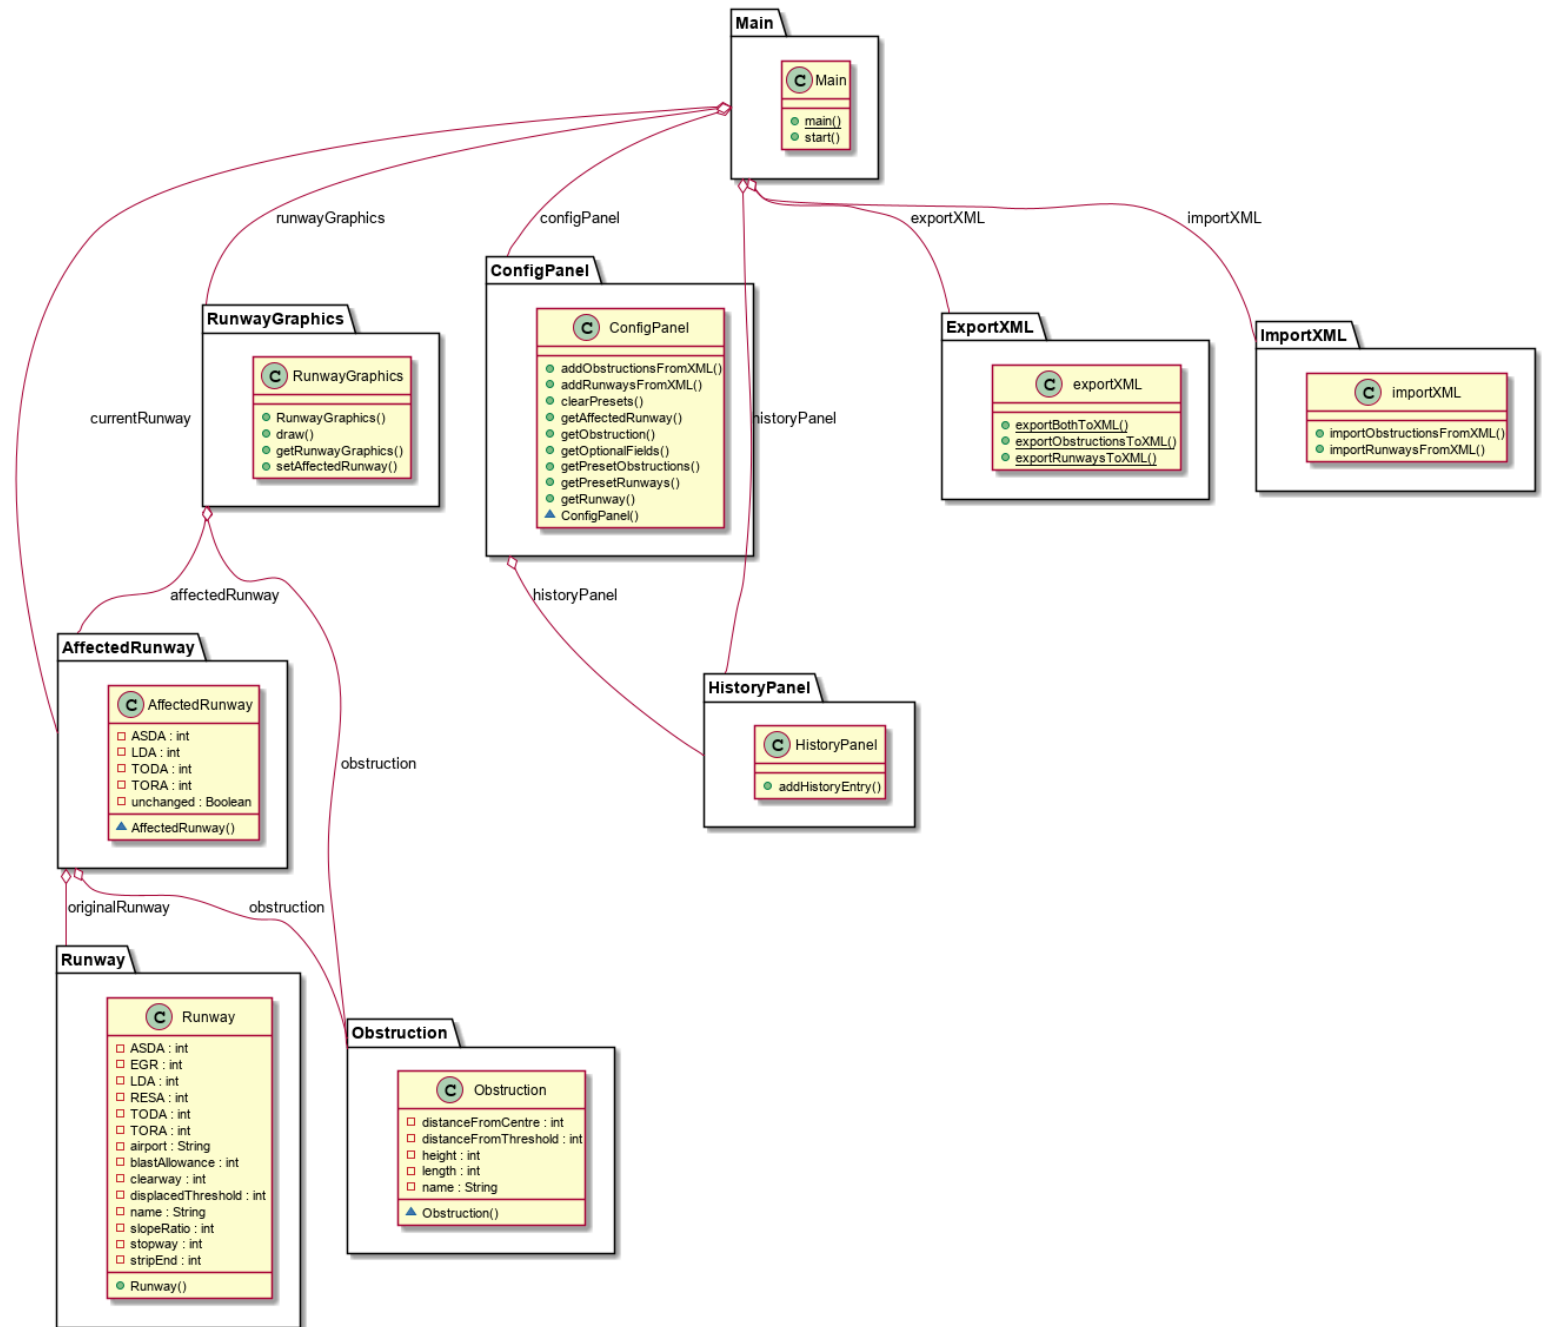 Main
Main
main()
start()
runwayGraphics
configPanel
exportXML
importXML
ConfigPanel
ConfigPanel
addObstructionsFromXML()
addRunwaysFromXML()
clearPresets()
getAffectedRunway()
getObstruction()
getOptionalFields()
getPresetObstructions()
getPresetRunways()
getRunway()
ConfigPanel()
RunwayGraphics
RunwayGraphics
RunwayGraphics()
draw()
getRunwayGraphics()
setAffectedRunway()
ExportXML
exportXML
exportBothToXML()
exportObstructionsToXML()
exportRunwaysToXML()
ImportXML
importXML
importObstructionsFromXML()
importRunwaysFromXML()
currentRunway
historyPanel
affectedRunway
historyPanel
AffectedRunway
AffectedRunway
ASDA : int
LDA : int
TODA : int
TORA : int
unchanged : Boolean
AffectedRunway()
obstruction
HistoryPanel
HistoryPanel
addHistoryEntry()
originalRunway
obstruction
Runway
Runway
ASDA : int
EGR : int
LDA : int
RESA : int
TODA : int
TORA : int
airport : String
blastAllowance : int
clearway : int
displacedThreshold : int
name : String
slopeRatio : int
stopway : int
stripEnd : int
Runway()
Obstruction
Obstruction
distanceFromCentre : int
distanceFromThreshold : int
height : int
length : int
name : String
Obstruction()